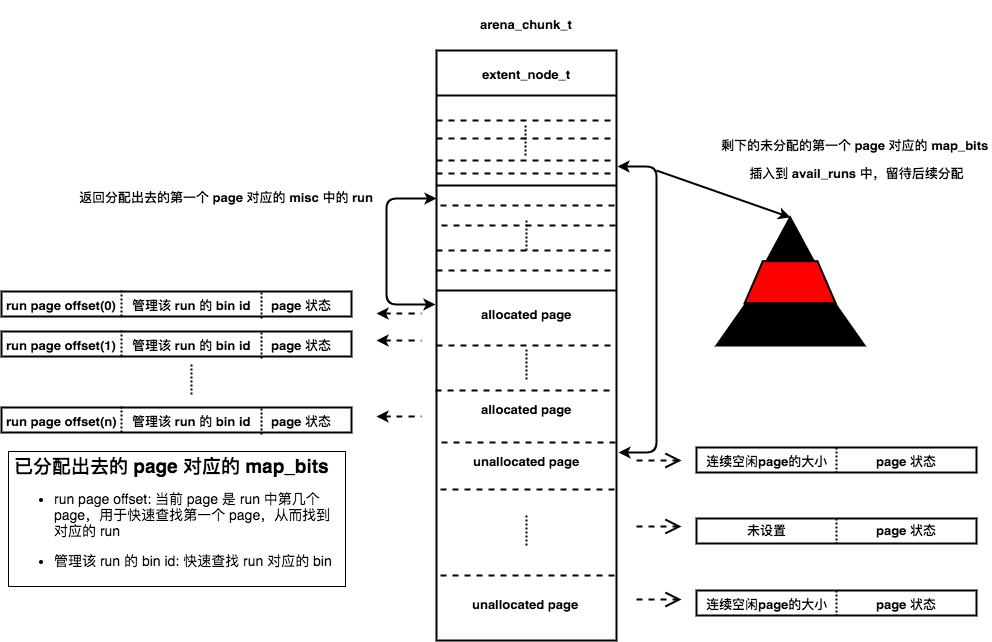 arena_chunk_t
extent_node_t
剩下的未分配的第一个 page 对应的 map_bits
插入到 avail_runs 中，留待后续分配
返回分配出去的第一个 page 对应的 misc 中的 run
run page offset(0) 管理该 run 的 bin id page 状态
allocated page
run page offset(1) 管理该 run 的 bin id page 状态
run page offset(n) 管理该 run 的 bin id page 状态
allocated page
unallocated page
连续空闲page的大小 page 状态
已分配出去的 page 对应的 map_bits
• run page offset: 当前 page 是 run 中第几个
page，用于快速查找第一个 page，从而找到
对应的 run
• 管理该 run 的 bin id: 快速查找 run 对应的 bin
未设置 page 状态
unallocated page
连续空闲page的大小 page 状态